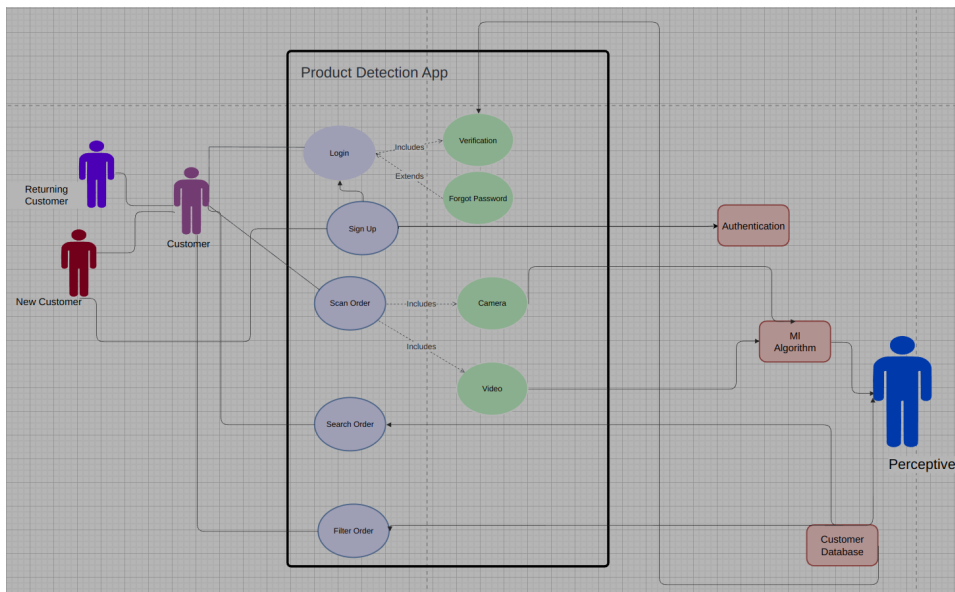 Product Detection App
Login
Includes
Verification
Extends
Forgot Password
Returning
Customer
Customer
Sign Up
Authentication
New Customer
Scan Order
Includes
Camera
Includes
MI
Algorithm
Video
Search Order
Perceptive
Filter Order
Customer
Database